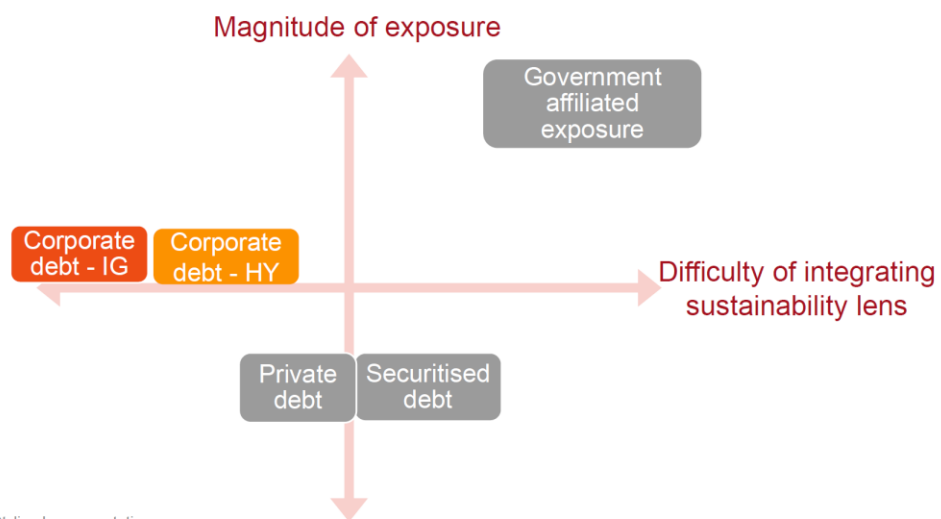 Magnitude of exposure
Government
affiliated
exposure
Corporate
debt - IG
Corporate
debt - HY
Difficulty of integrating
sustainability lens
Private
debt
Securitised
debt